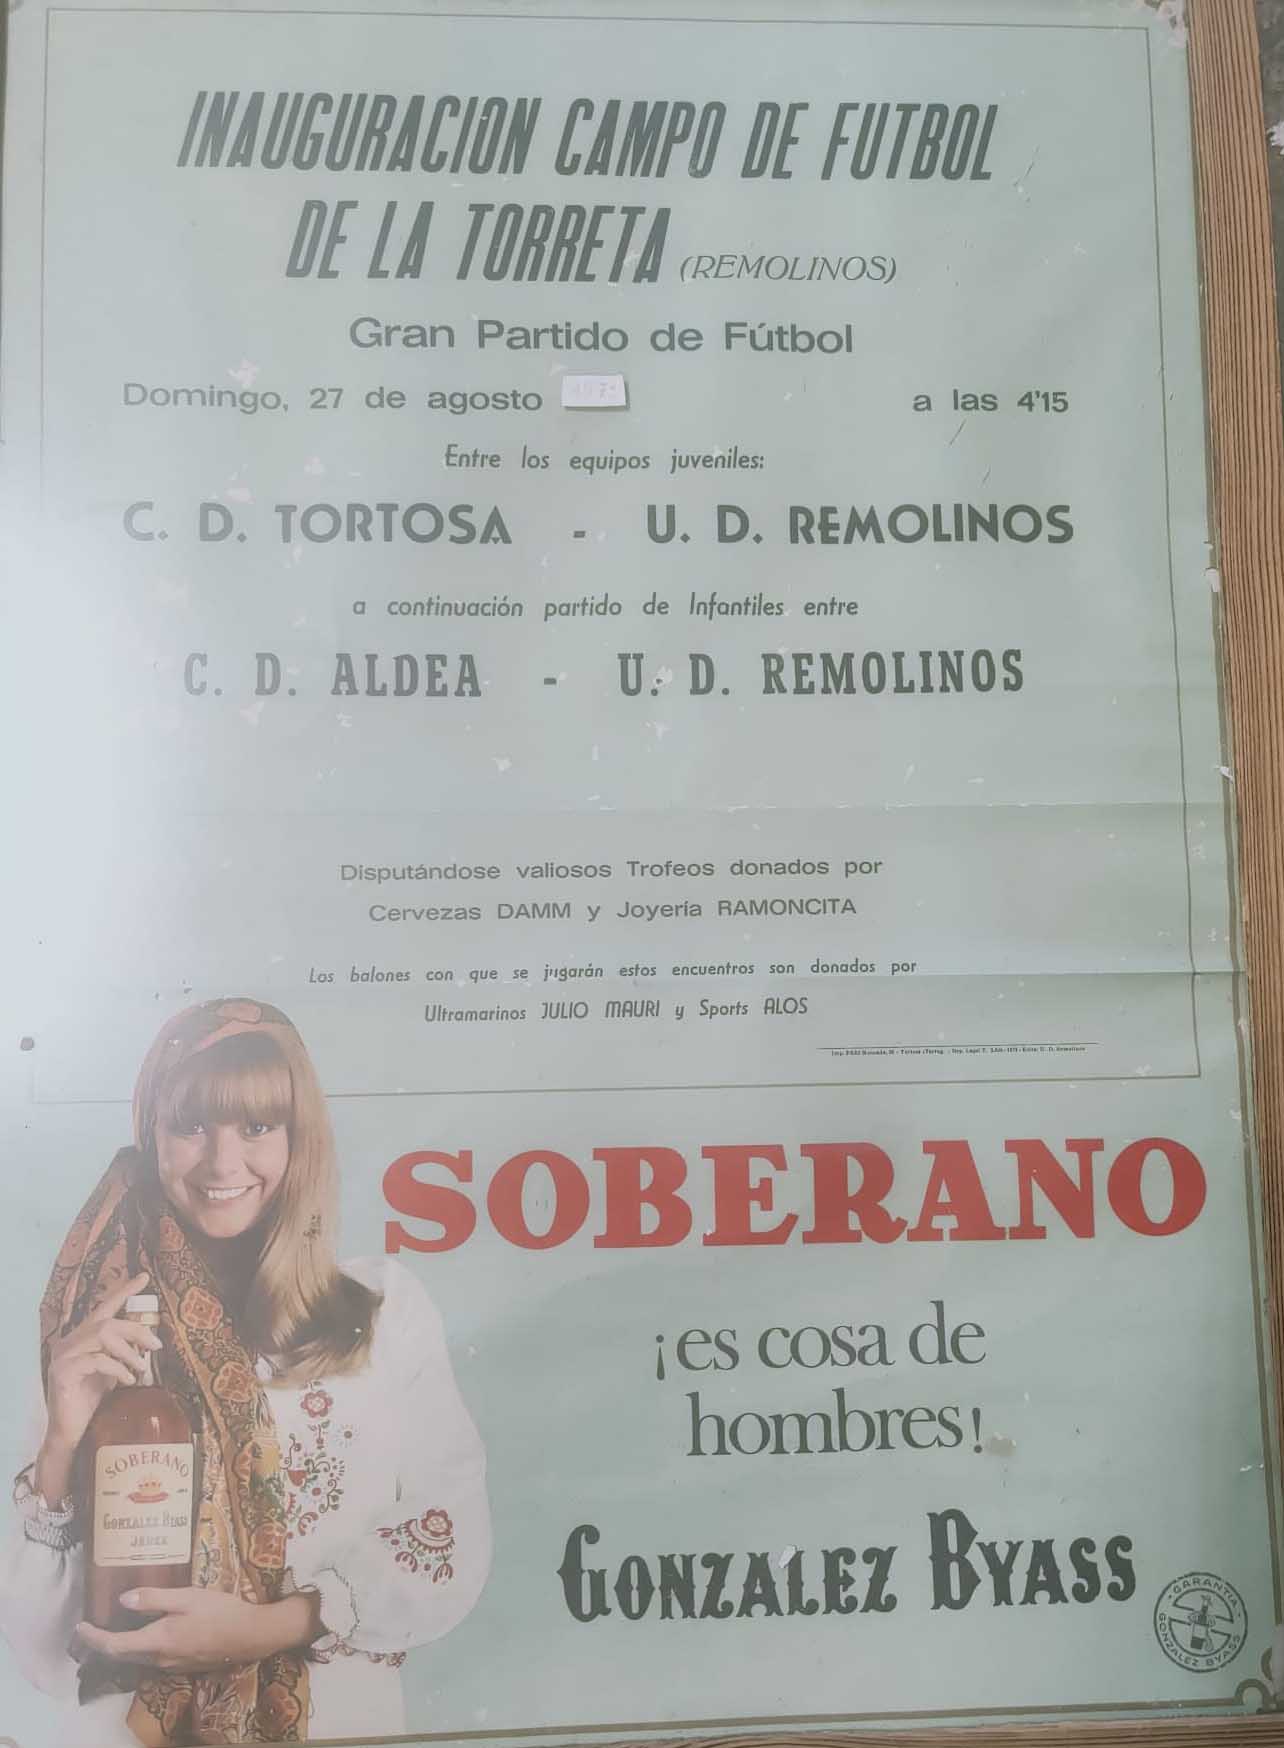 INAUGURACION CAMPO DE FUTBOL
DE LA TORRETA (REMOLINOS)
Gran Partido de Fútbol
Domingo, 27 de agosto a las 4'15
Entre los equipos juveniles:
C. D. TORTOSA - U. D. REMOLINOS
a continuación partido de Infantiles entre
C. D. ALDEA - U. D. REMOLINOS
Disputándose valiosos Trofeos donados por
Cervezas DAMM y Joyería RAMONCITA
Los balones con que se jugarán estos encuentros son donados por
Ultramarinos JULIO MAURI y Sports ALOS
SOBERANO
¡es cosa de
hombres!
GONZALEZ BYASS
SOBERANO
GONZALEZ BYASS
JEREZ
GARANTIA
GONZALEZ BYASS